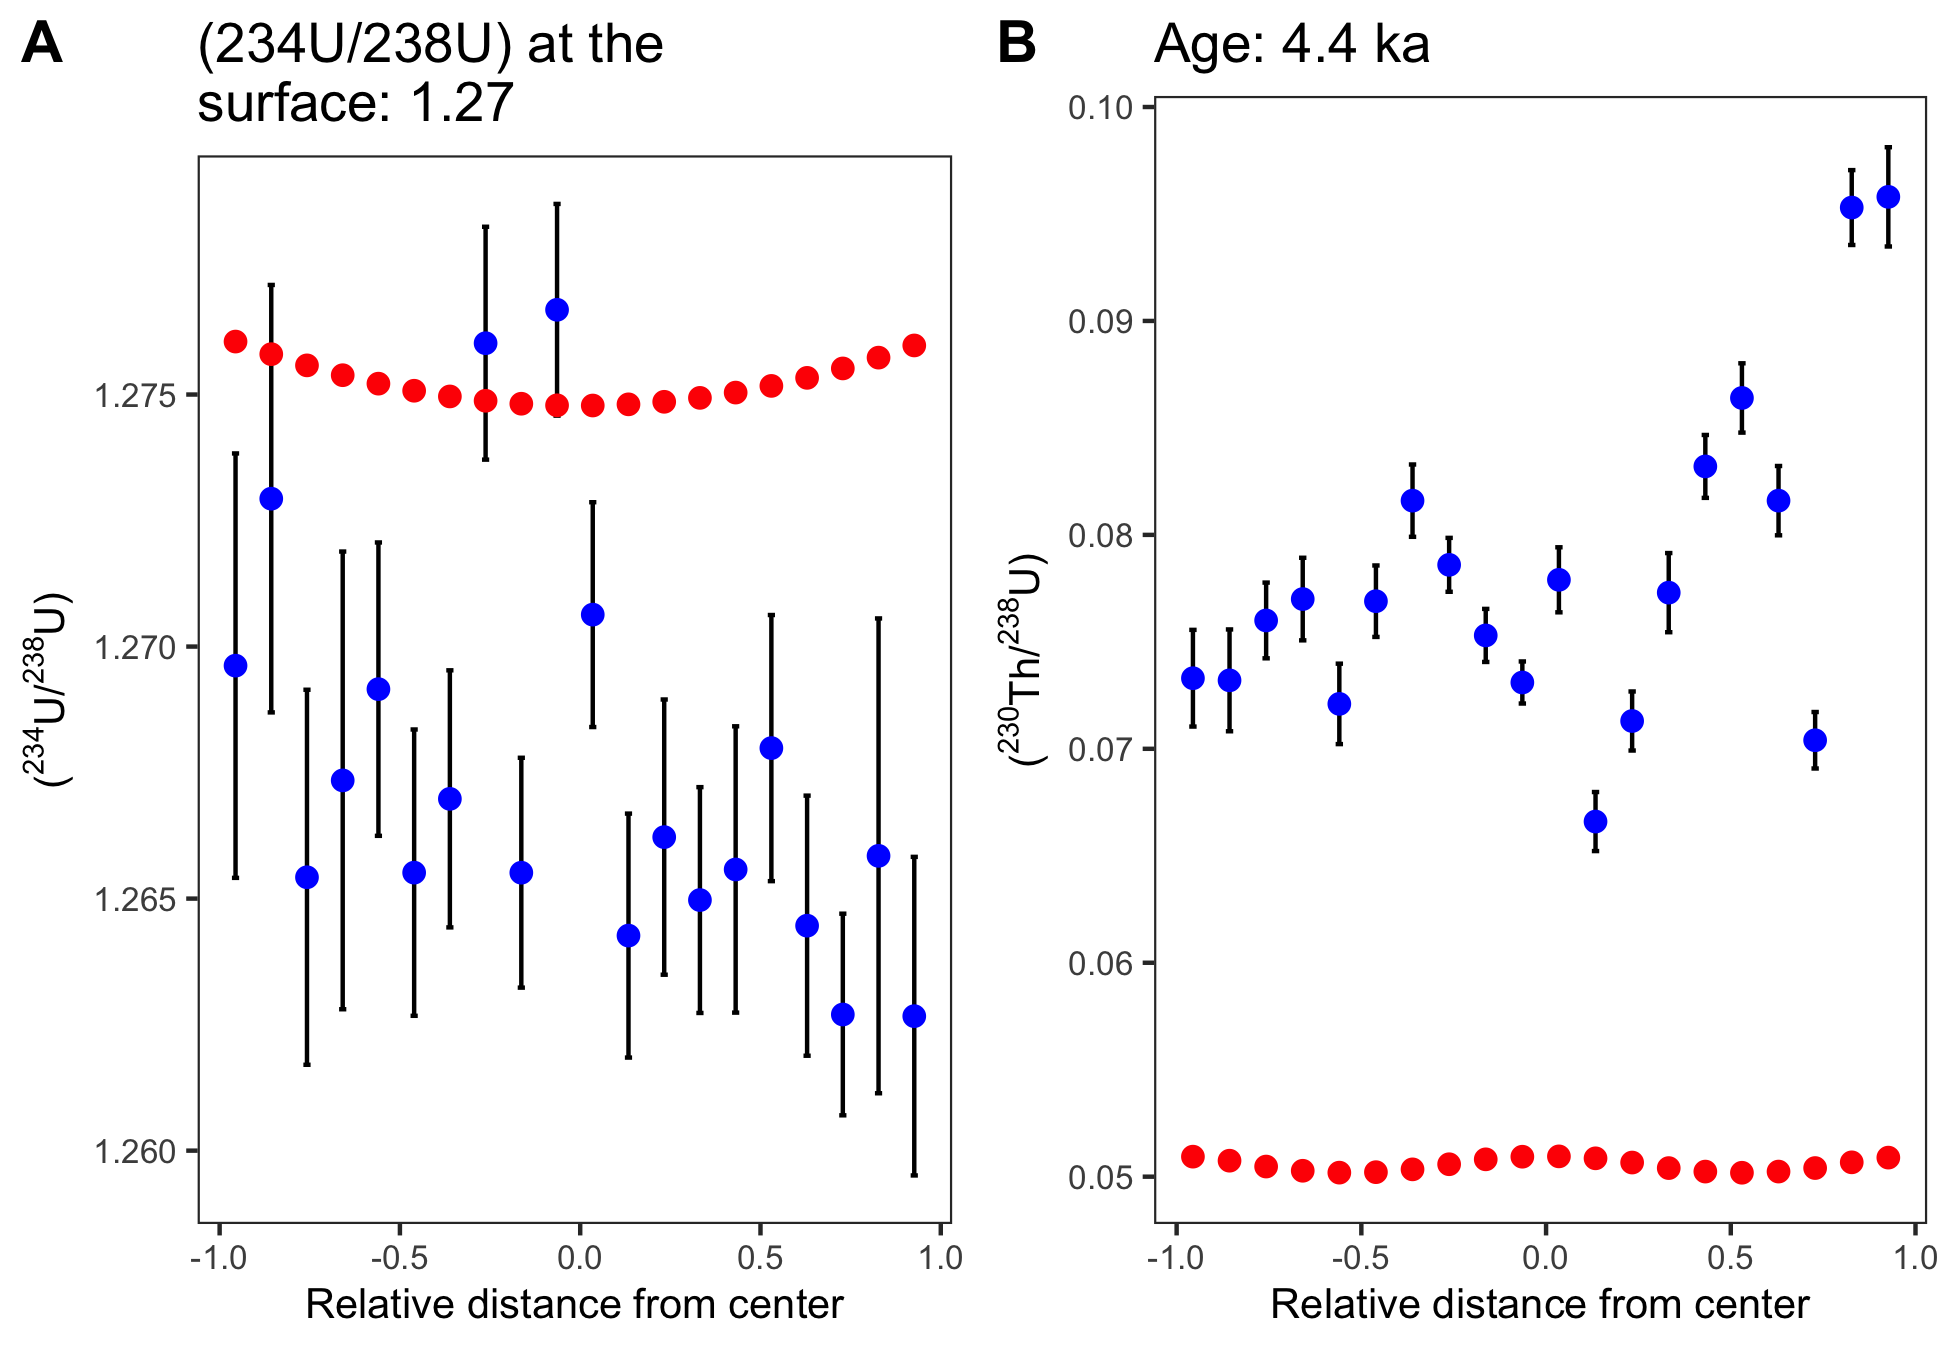 A
(234U/238U) at the
surface: 1.27
(²³⁴U/²³⁸U)
1.275
1.270
1.265
1.260
-1.0 -0.5 0.0 0.5 1.0
Relative distance from center
B
Age: 4.4 ka
(²³⁰Th/²³⁸U)
0.10
0.09
0.08
0.07
0.06
0.05
-1.0 -0.5 0.0 0.5 1.0
Relative distance from center